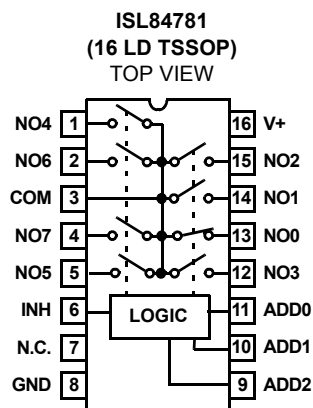 ISL84781
(16 LD TSSOP)
TOP VIEW
NO4 1 16 V+
NO6 2 15 NO2
COM 3 14 NO1
NO7 4 13 NO0
NO5 5 12 NO3
INH 6 LOGIC 11 ADD0
N.C. 7 10 ADD1
GND 8 9 ADD2